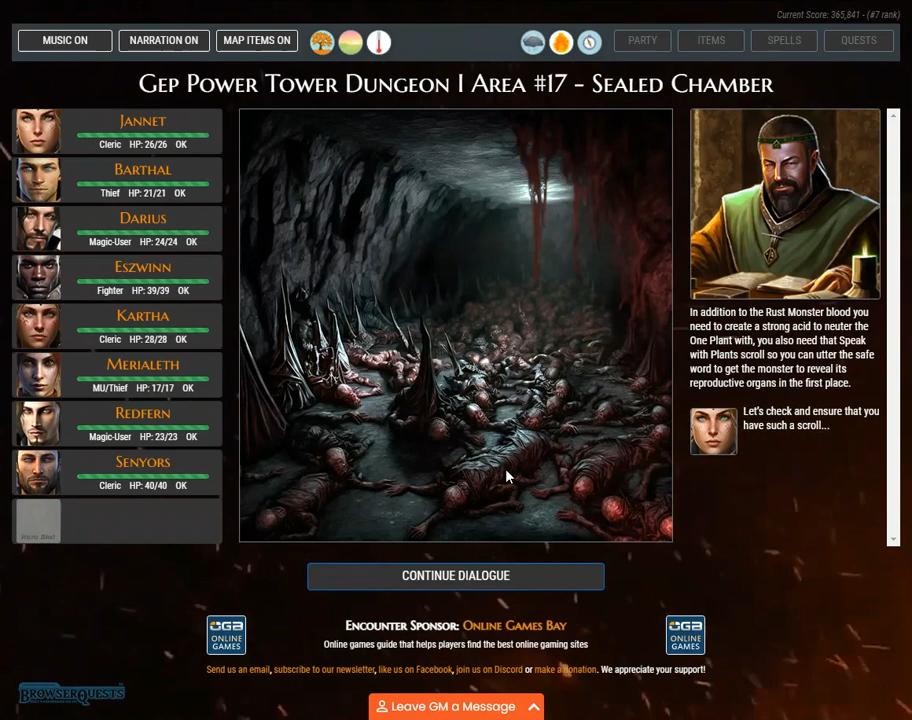 Current Score: 365,841 - (#7 rank)
MUSIC ON
NARRATION ON
MAP ITEMS ON
PARTY
ITEMS
SPELLS
QUESTS
Gep Power Tower Dungeon | Area #17 - Sealed Chamber
Jannet
Cleric HP: 26/26 OK
Barthal
Thief HP: 21/21 OK
Darius
Magic-User HP: 24/24 OK
Eszwinn
Fighter HP: 39/39 OK
Kartha
Cleric HP: 28/28 OK
Merialeth
MU/Thief HP: 17/17 OK
Redfern
Magic-User HP: 23/23 OK
Senyors
Cleric HP: 40/40 OK
In addition to the Rust Monster blood you
need to create a strong acid to neuter the
One Plant with, you also need that Speak
with Plants scroll so you can utter the safe
word to get the monster to reveal its
reproductive organs in the first place.
Let's check and ensure that you
have such a scroll...
CONTINUE DIALOGUE
OGB
ONLINE
GAMES
Encounter Sponsor: Online Games Bay
Online games guide that helps players find the best online gaming sites
OGB
ONLINE
GAMES
Send us an email, subscribe to our newsletter, like us on Facebook, join us on Discord or make a donation. We appreciate your support!
BrowserQuests
Leave GM a Message